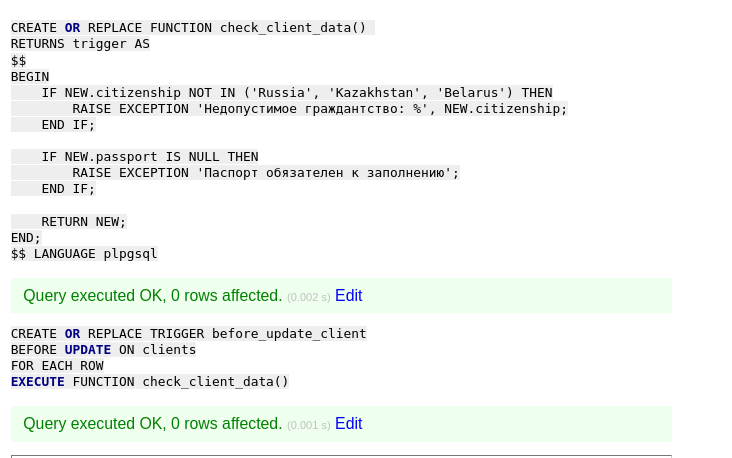 CREATE OR REPLACE FUNCTION check_client_data()
RETURNS trigger AS
$$
BEGIN
    IF NEW.citizenship NOT IN ('Russia', 'Kazakhstan', 'Belarus') THEN
        RAISE EXCEPTION 'Недопустимое граждантство: %', NEW.citizenship;
    END IF;

    IF NEW.passport IS NULL THEN
        RAISE EXCEPTION 'Паспорт обязателен к заполнению';
    END IF;

    RETURN NEW;
END;
$$ LANGUAGE plpgsql
Query executed OK, 0 rows affected. (0.002 s) Edit
CREATE OR REPLACE TRIGGER before_update_client
BEFORE UPDATE ON clients
FOR EACH ROW
EXECUTE FUNCTION check_client_data()
Query executed OK, 0 rows affected. (0.001 s) Edit